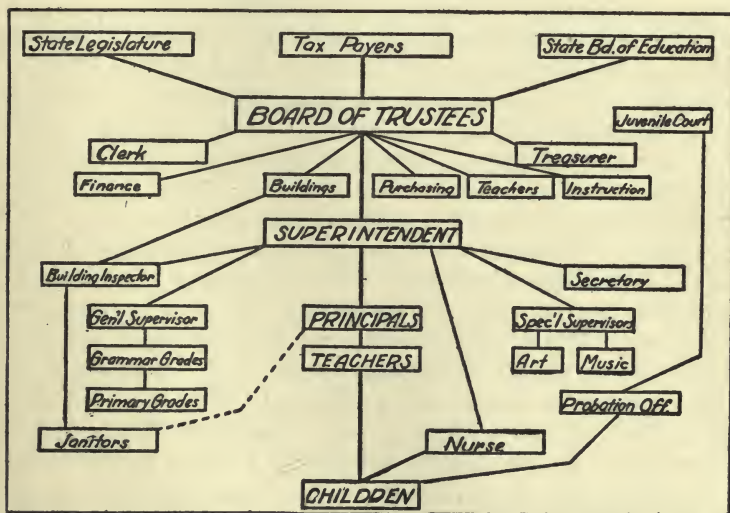 State Legislature
Tax Payers
State Bd. of Education
BOARD OF TRUSTEES
Juvenile Court
Clerk
Treasurer
Finance
Buildings
Purchasing
Teachers
Instruction
SUPERINTENDENT
Building Inspector
Secretary
Gen'l Supervisor
PRINCIPALS
Spec'l Supervisors
Grammar Grades
TEACHERS
Art
Music
Primary Grades
Probation Off.
Janitors
Nurse
CHILDDEN